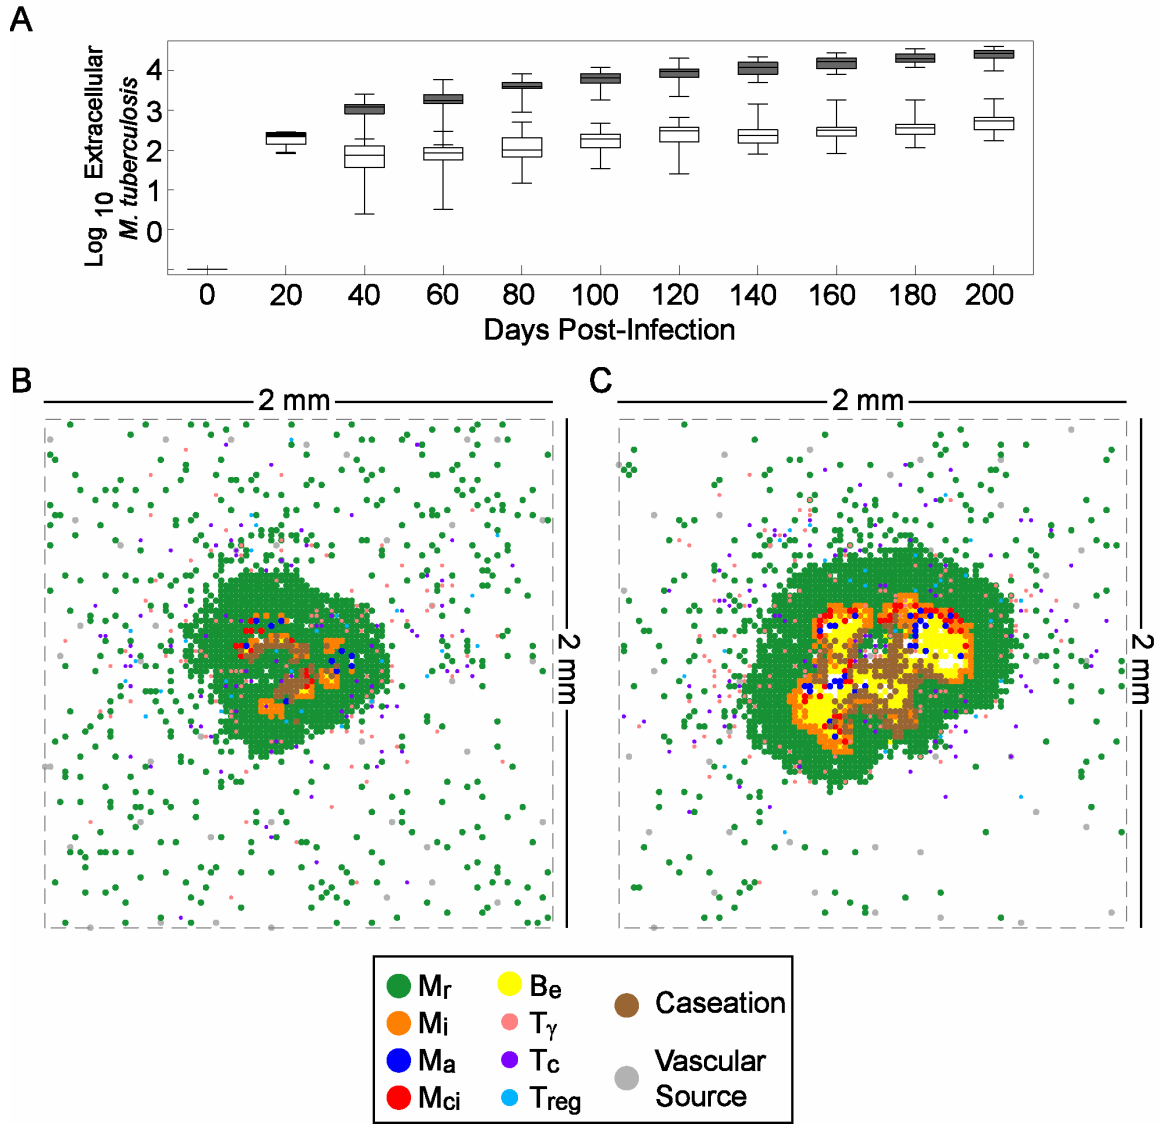 A
Log 10 Extracellular
M. tuberculosis
4
3
2
1
0
0 20 40 60 80 100 120 140 160 180 200
Days Post-Infection
B
2 mm
2 mm
C
2 mm
2 mm
Mr
Mi
Ma
Mci
Be
Tγ
Tc
Treg
Caseation
Vascular
Source